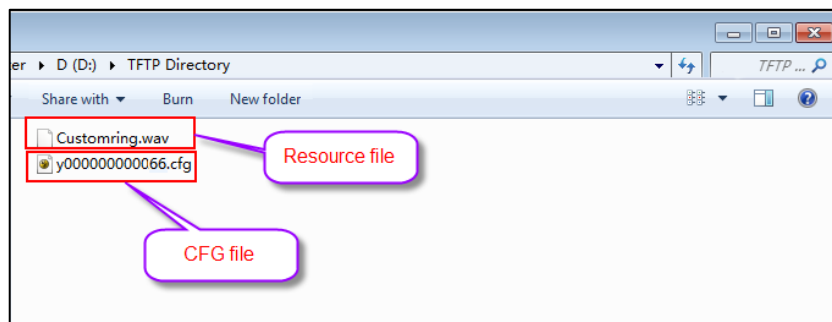 er ▸ D (D:) ▸ TFTP Directory
TFTP ...
Share with
Burn
New folder
Customring.wav
Resource file
y000000000066.cfg
CFG file